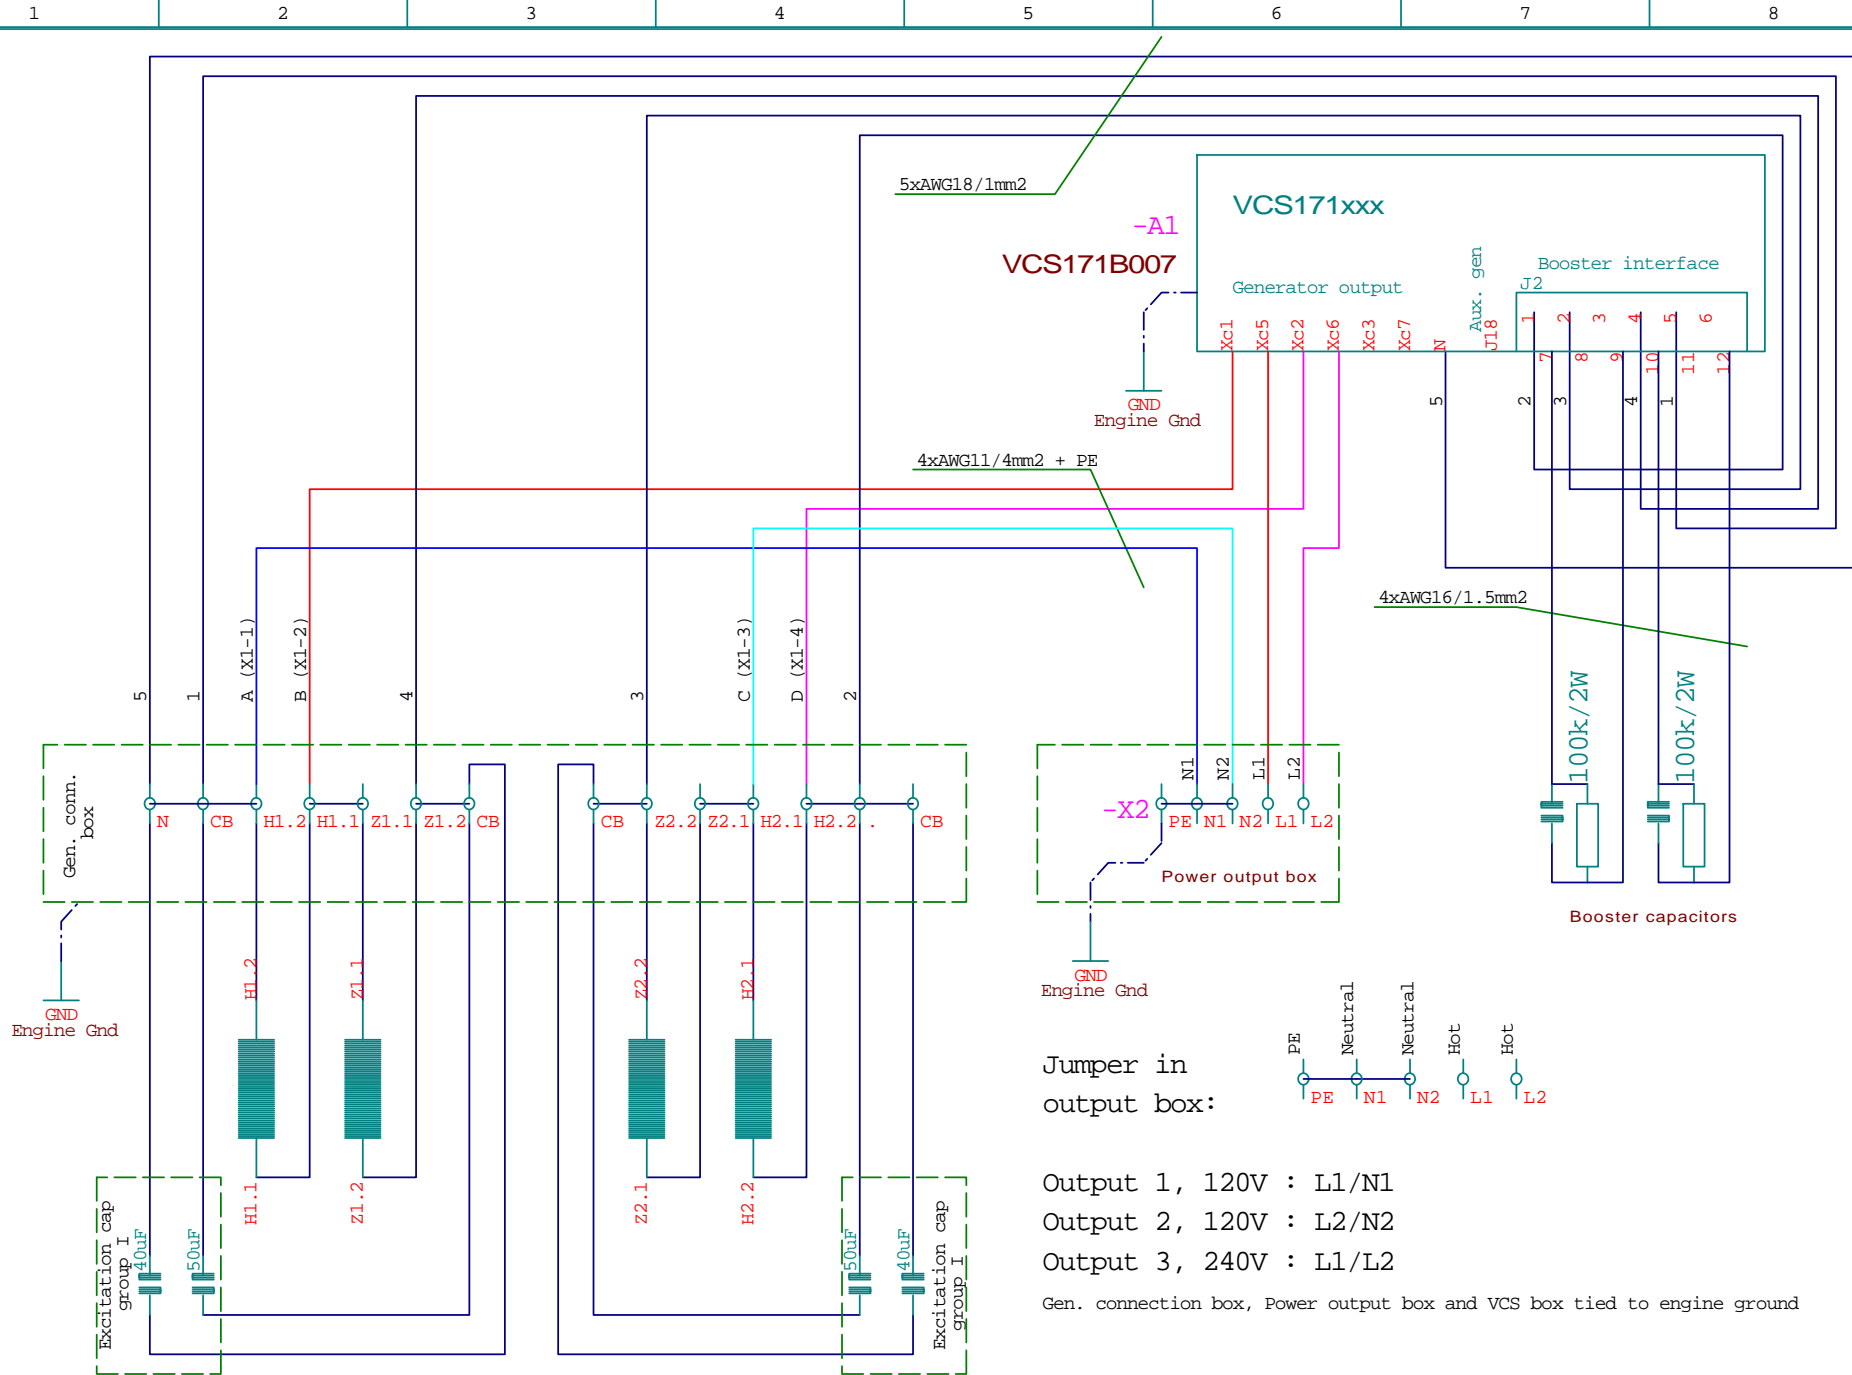 1 2 3 4 5 6 7 8
5xAWG18/1mm2
VCS171xxx
-A1
VCS171B007
Aux. gen
Booster interface
Generator output
J2
Xc1 Xc5 Xc2 Xc6 Xc3 Xc7 N J18
1 2 3 4 5 6
7 8 9 10 11 12
GND
Engine Gnd
5 2 3 4 1
4xAWG11/4mm2 + PE
4xAWG16/1.5mm2
5 1 A (X1-1) B (X1-2) 4 3 C (X1-3) D (X1-4) 2
100k/2W 100k/2W
Gen. conn.
box
N CB H1.2 H1.1 Z1.1 Z1.2 CB
CB Z2.2 Z2.1 H2.1 H2.2 . CB
N1 N2 L1 L2
-X2
PE N1 N2 L1 L2
Power output box
Booster capacitors
H1.2 Z1.1 Z2.2 H2.1
GND
Engine Gnd
GND
Engine Gnd
PE Neutral Neutral Hot Hot
PE N1 N2 L1 L2
Jumper in
output box:
H1.1 Z1.2 Z2.1 H2.2
Excitation cap
group I
40uF 50uF
50uF 40uF
Excitation cap
group I
Output 1, 120V : L1/N1
Output 2, 120V : L2/N2
Output 3, 240V : L1/L2
Gen. connection box, Power output box and VCS box tied to engine ground